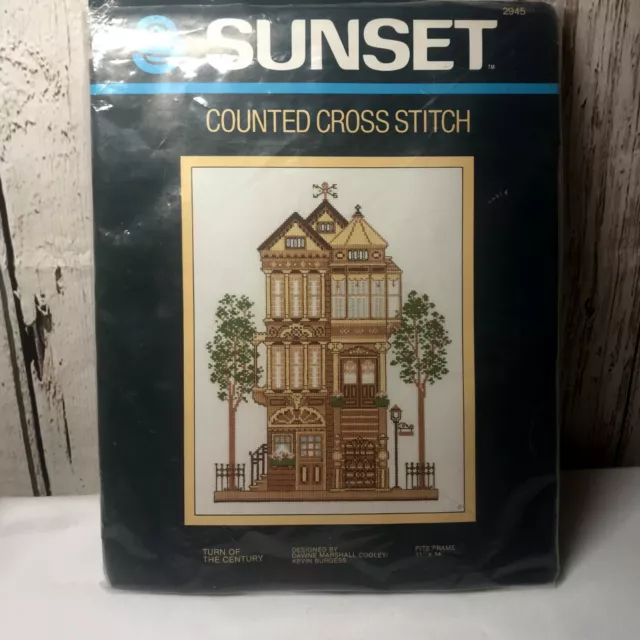 2945
SUNSET
COUNTED CROSS STITCH
TURN OF
THE CENTURY
DESIGNED BY
DAWNE MARSHALL COOLEY/
KEVIN BURGESS
FITS FRAME